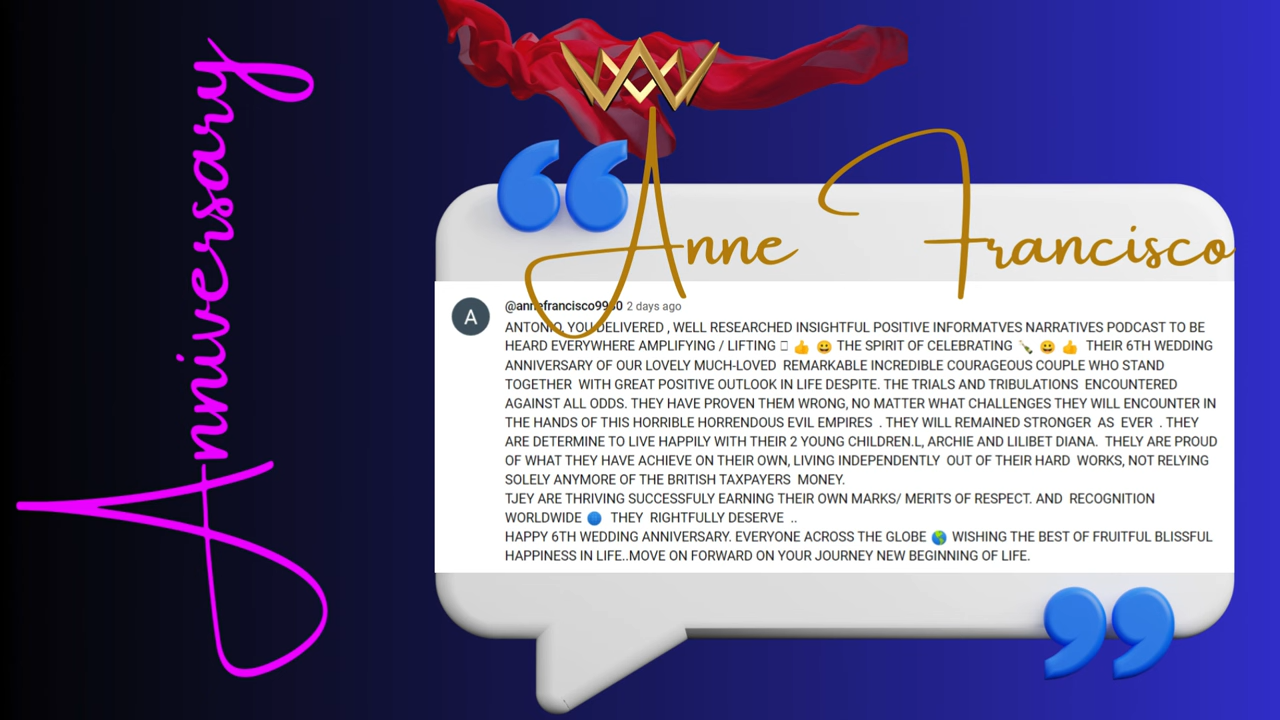 Anniversary
Anne Francisco
@annefrancisco9980 2 days ago
ANTONIO, YOU DELIVERED , WELL RESEARCHED INSIGHTFUL POSITIVE INFORMATVES NARRATIVES PODCAST TO BE
HEARD EVERYWHERE AMPLIFYING / LIFTING 👍 😀 THE SPIRIT OF CELEBRATING 🍾 😀 👍 THEIR 6TH WEDDING
ANNIVERSARY OF OUR LOVELY MUCH-LOVED REMARKABLE INCREDIBLE COURAGEOUS COUPLE WHO STAND
TOGETHER WITH GREAT POSITIVE OUTLOOK IN LIFE DESPITE. THE TRIALS AND TRIBULATIONS ENCOUNTERED
AGAINST ALL ODDS. THEY HAVE PROVEN THEM WRONG, NO MATTER WHAT CHALLENGES THEY WILL ENCOUNTER IN
THE HANDS OF THIS HORRIBLE HORRENDOUS EVIL EMPIRES . THEY WILL REMAINED STRONGER AS EVER . THEY
ARE DETERMINE TO LIVE HAPPILY WITH THEIR 2 YOUNG CHILDREN.L, ARCHIE AND LILIBET DIANA. THELY ARE PROUD
OF WHAT THEY HAVE ACHIEVE ON THEIR OWN, LIVING INDEPENDENTLY OUT OF THEIR HARD WORKS, NOT RELYING
SOLELY ANYMORE OF THE BRITISH TAXPAYERS MONEY.
TJEY ARE THRIVING SUCCESSFULY EARNING THEIR OWN MARKS/ MERITS OF RESPECT. AND RECOGNITION
WORLDWIDE 🔵 THEY RIGHTFULLY DESERVE ..
HAPPY 6TH WEDDING ANNIVERSARY. EVERYONE ACROSS THE GLOBE 🌎 WISHING THE BEST OF FRUITFUL BLISSFUL
HAPPINESS IN LIFE..MOVE ON FORWARD ON YOUR JOURNEY NEW BEGINNING OF LIFE.